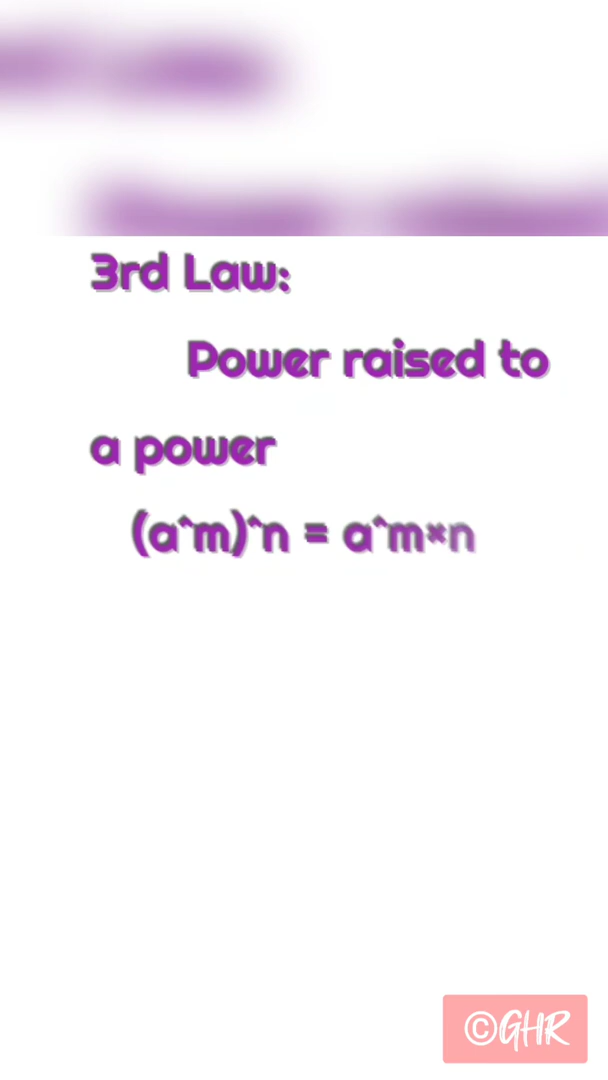 3rd Law:
Power raised to
a power
(a^m)^n = a^m×n
©GHR